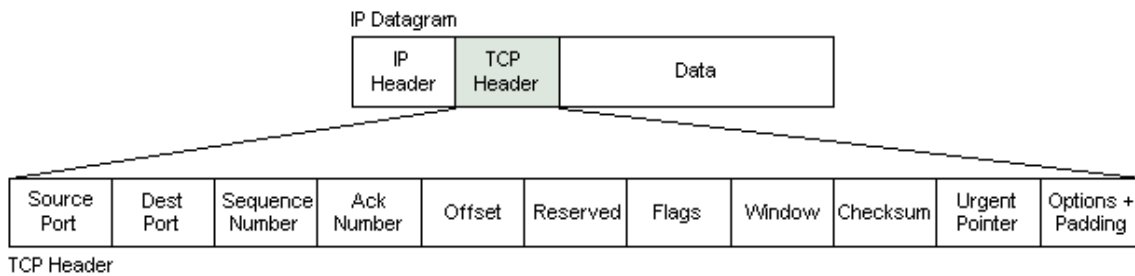 IP Datagram
IP
Header
TCP
Header
Data
Source
Port
Dest
Port
Sequence
Number
Ack
Number
Offset
Reserved
Flags
Window
Checksum
Urgent
Pointer
Options +
Padding
TCP Header